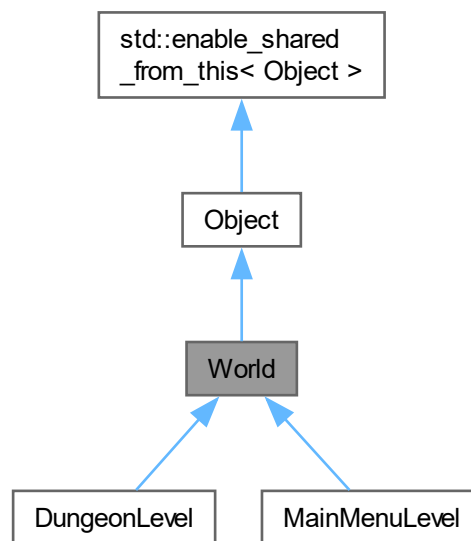 std::enable_shared
_from_this< Object >
Object
World
DungeonLevel
MainMenuLevel